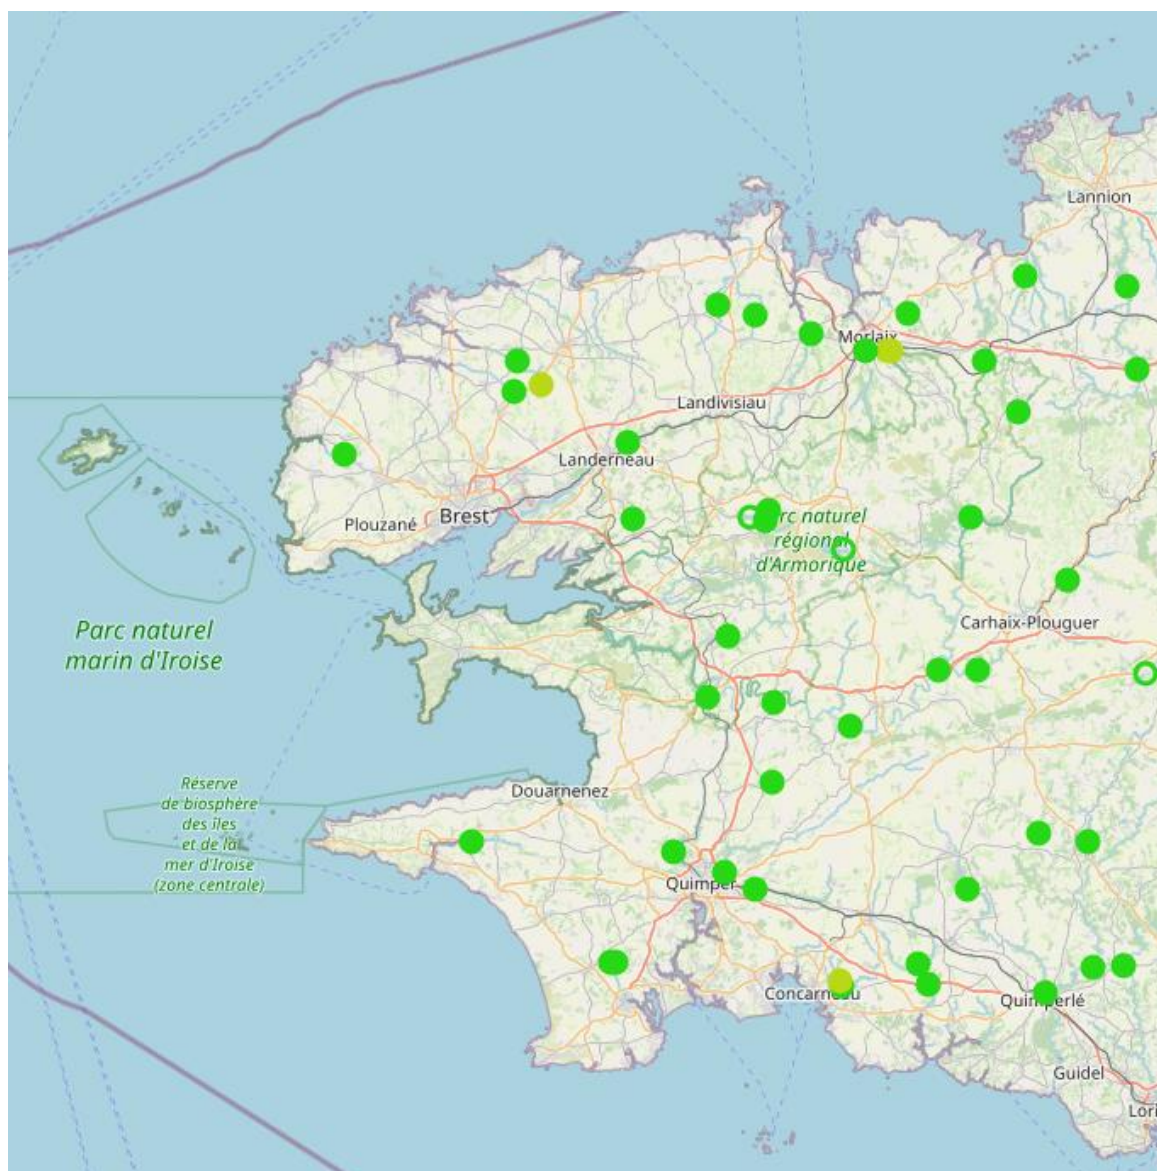 Lannion
Morlaix
Landivisiau
Landerneau
Brest
Plouzané
Parc naturel
régional
d'Armorique
Carhaix-Plouguer
Parc naturel
marin d'Iroise
Réserve
de biosphère
des îles
et de la
mer d'Iroise
(zone centrale)
Douarnenez
Quimper
Concarneau
Quimperlé
Guidel
Lori